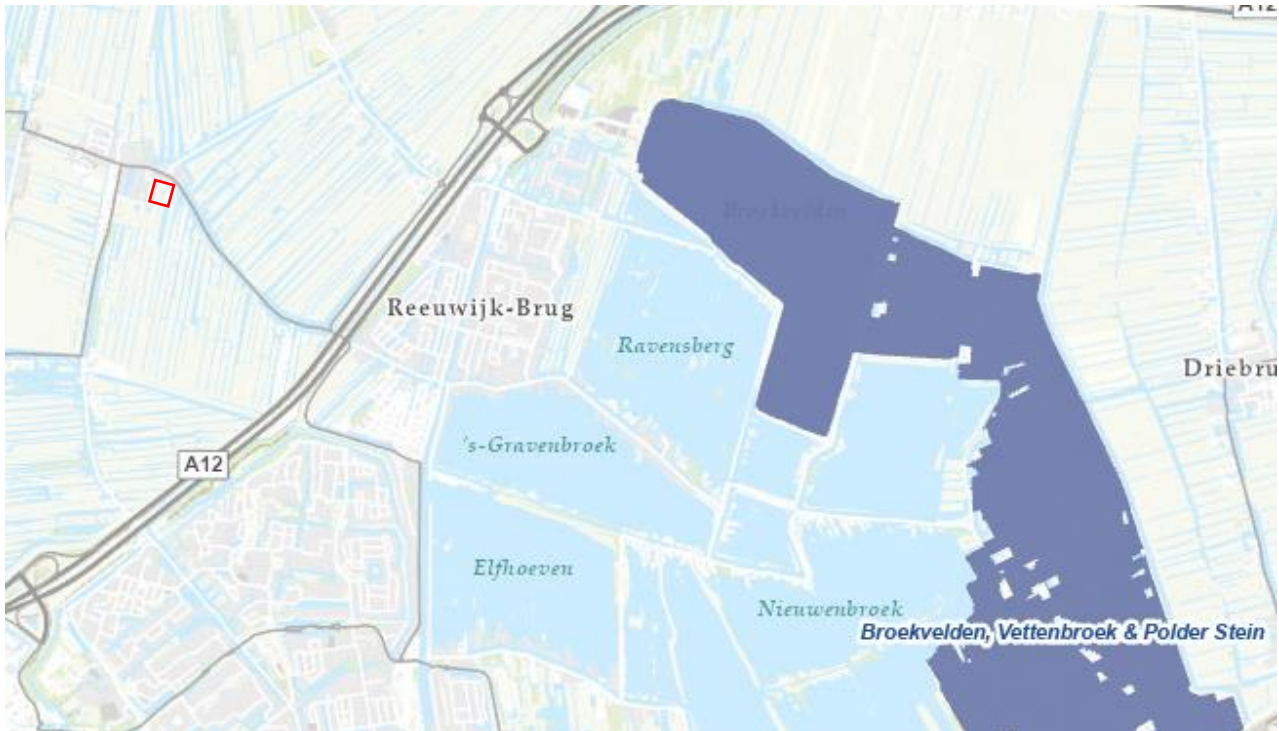 A12
Broekvelden
Reeuwijk-Brug
Ravensberg
Driebru
's-Gravenbroek
A12
Elfhoeven
Nieuwenbroek
Broekvelden, Vettenbroek & Polder Stein